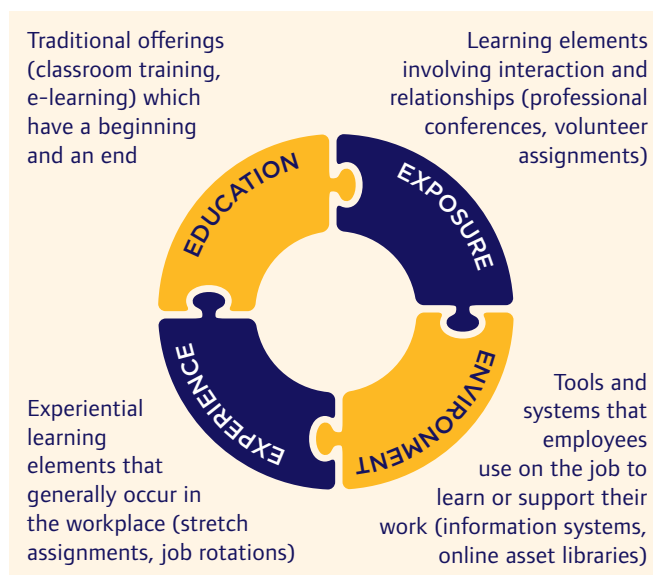 Traditional offerings
(classroom training,
e-learning) which
have a beginning
and an end
Learning elements
involving interaction and
relationships (professional
conferences, volunteer
assignments)
EDUCATION
EXPOSURE
EXPERIENCE
ENVIRONMENT
Experiential
learning
elements that
generally occur in
the workplace (stretch
assignments, job rotations)
Tools and
systems that
employees
use on the job to
learn or support their
work (information systems,
online asset libraries)